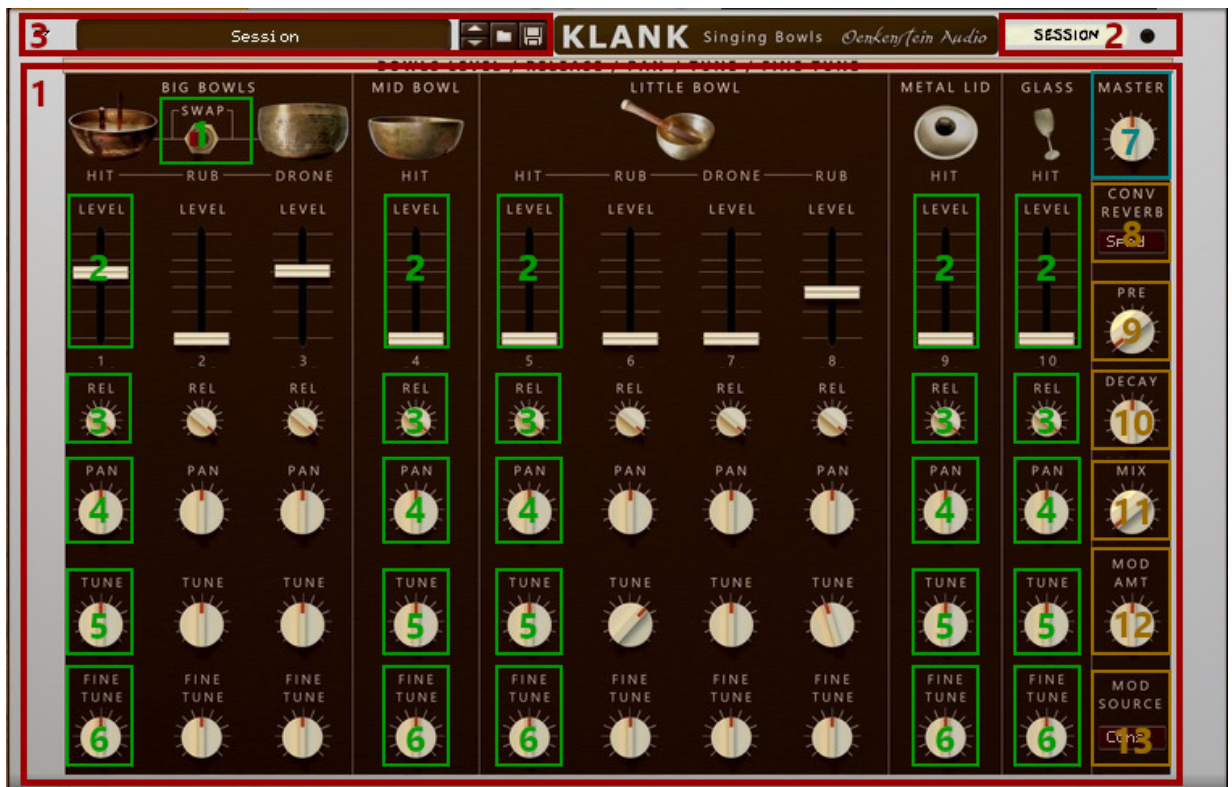 3 Session KLANK Singing Bowls Oenkenstein Audio SESSION 2
BOWLS LEVEL / RELEASE / PAN / TUNE / FINE TUNE
1 BIG BOWLS MID BOWL LITTLE BOWL METAL LID GLASS MASTER
SWAP
1 7
HIT RUB DRONE HIT HIT RUB DRONE RUB HIT HIT
CONV
REVERB
8
LEVEL LEVEL LEVEL LEVEL LEVEL LEVEL LEVEL LEVEL LEVEL LEVEL
2 2 2 2 2
PRE
9
1 2 3 4 5 6 7 8 9 10
REL REL REL REL REL REL REL REL REL REL DECAY
3 3 3 3 3 10
PAN PAN PAN PAN PAN PAN PAN PAN PAN PAN MIX
4 4 4 4 4 11
MOD
AMT
TUNE TUNE TUNE TUNE TUNE TUNE TUNE TUNE TUNE TUNE
5 5 5 5 5 12
FINE TUNE FINE TUNE FINE TUNE FINE TUNE FINE TUNE FINE TUNE FINE TUNE FINE TUNE FINE TUNE FINE TUNE
MOD
SOURCE
6 6 6 6 6 13